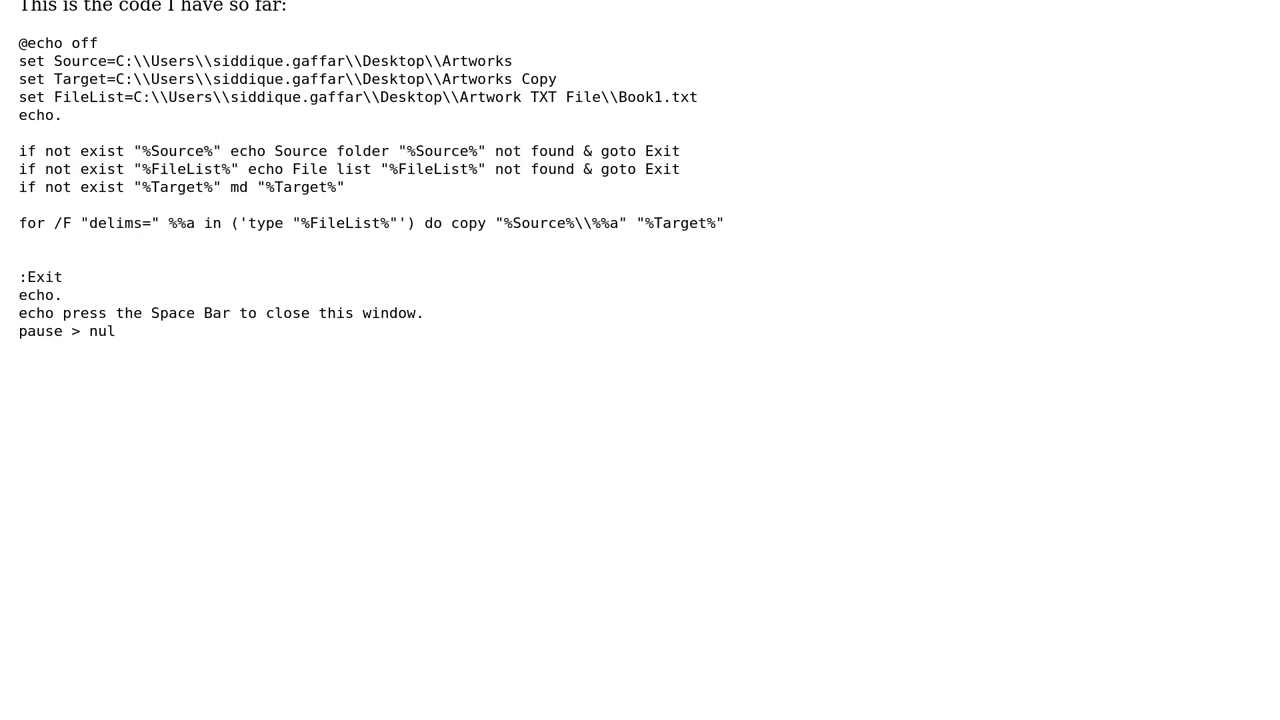 This is the code I have so far:
@echo off
set Source=C:\\Users\\siddique.gaffar\\Desktop\\Artworks
set Target=C:\\Users\\siddique.gaffar\\Desktop\\Artworks Copy
set FileList=C:\\Users\\siddique.gaffar\\Desktop\\Artwork TXT File\\Book1.txt
echo.
if not exist "%Source%" echo Source folder "%Source%" not found & goto Exit
if not exist "%FileList%" echo File list "%FileList%" not found & goto Exit
if not exist "%Target%" md "%Target%"
for /F "delims=" %%a in ('type "%FileList%"') do copy "%Source%\\%%a" "%Target%"
:Exit
echo.
echo press the Space Bar to close this window.
pause > nul